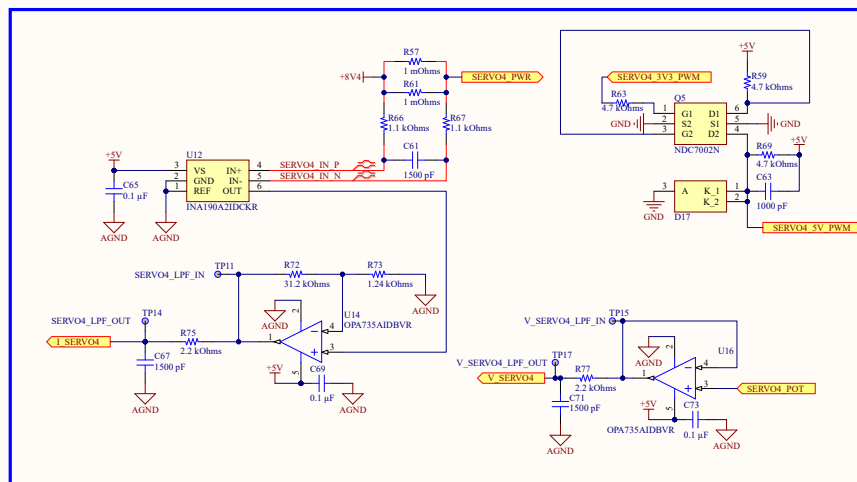 R57
1 mOhms
+8V4
SERVO4_PWR
R61
1 mOhms
R66
1.1 kOhms
R67
1.1 kOhms
C61
1500 pF
+5V
U12
3
VS
IN+
4
SERVO4_IN_P
2
GND
IN-
5
SERVO4_IN_N
1
REF
OUT
6
INA190A2IDCKR
C65
0.1 µF
AGND
AGND
+5V
SERVO4_3V3_PWM
R59
4.7 kOhms
R63
4.7 kOhms
Q5
1
G1
D1
6
GND
2
S2
S1
5
GND
3
G2
D2
4
NDC7002N
+5V
R69
4.7 kOhms
3
A
K_1
1
K_2
2
C63
1000 pF
GND
D17
SERVO4_5V_PWM
TP11
SERVO4_LPF_IN
R72
31.2 kOhms
R73
1.24 kOhms
AGND
TP14
SERVO4_LPF_OUT
I_SERVO4
R75
2.2 kOhms
C67
1500 pF
AGND
AGND
2
U14
OPA735AIDBVR
4
1
3
5
+5V
C69
0.1 µF
AGND
TP15
V_SERVO4_LPF_IN
TP17
V_SERVO4_LPF_OUT
V_SERVO4
R77
2.2 kOhms
C71
1500 pF
AGND
AGND
2
U16
4
1
3
SERVO4_POT
5
+5V
C73
0.1 µF
OPA735AIDBVR
AGND